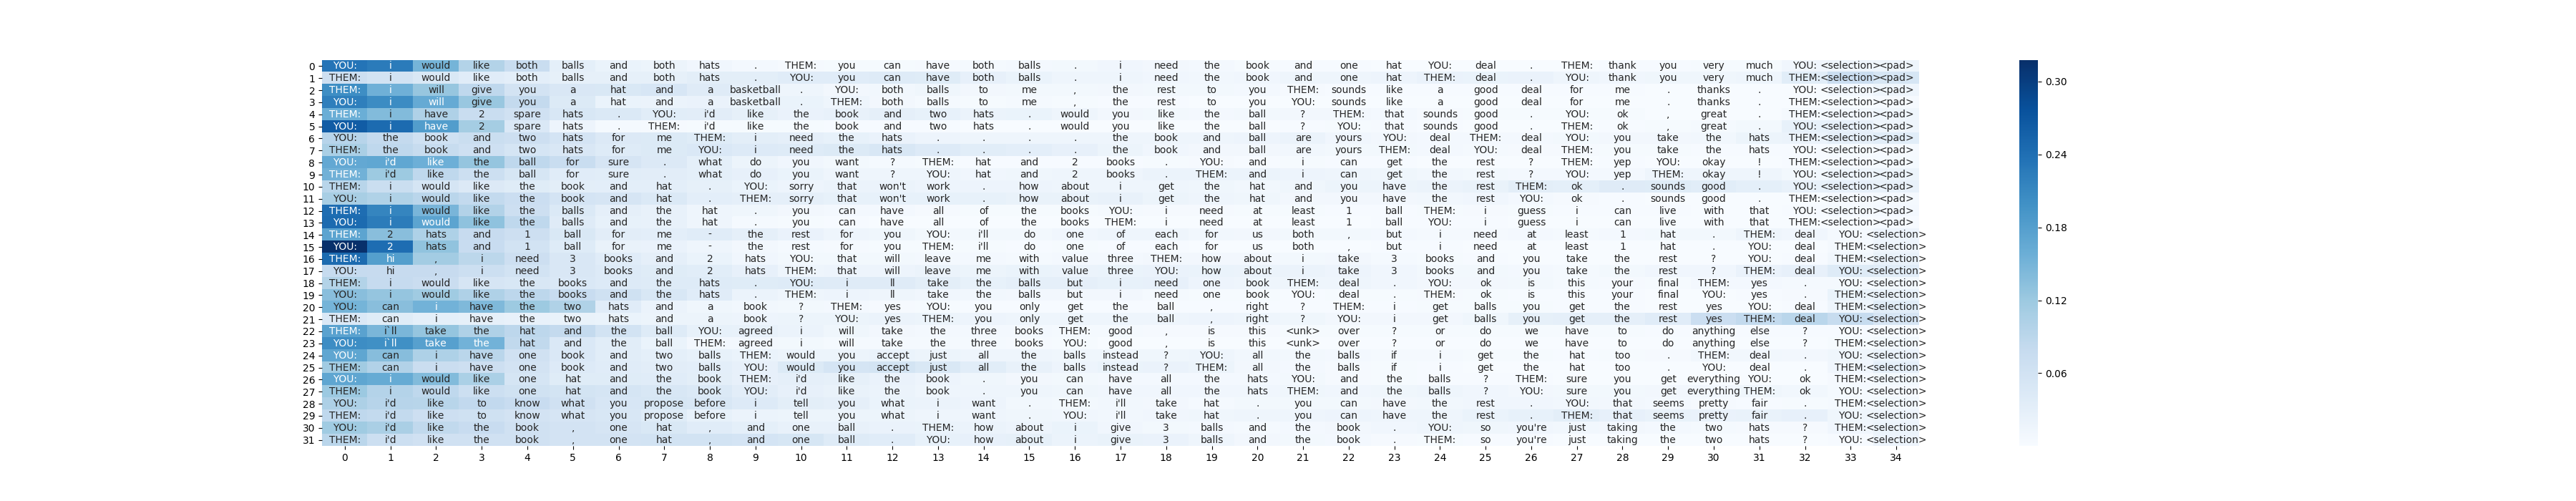 0 YOU: i would like both balls and both hats . THEM: you can have both balls . i need the book and one hat YOU: deal . THEM: thank you very much YOU: <selection> <pad>
1 THEM: i would like both balls and both hats . YOU: you can have both balls . i need the book and one hat THEM: deal . YOU: thank you very much THEM: <selection> <pad>
2 THEM: i will give you a hat and a basketball . YOU: both balls to me , the rest to you THEM: sounds like a good deal for me . thanks . YOU: <selection> <pad>
3 YOU: i will give you a hat and a basketball . THEM: both balls to me , the rest to you YOU: sounds like a good deal for me . thanks . THEM: <selection> <pad>
4 THEM: i have 2 spare hats . YOU: i'd like the book and two hats . would you like the ball ? THEM: that sounds good . YOU: ok , great . THEM: <selection> <pad>
5 YOU: i have 2 spare hats . THEM: i'd like the book and two hats . would you like the ball ? YOU: that sounds good . THEM: ok , great . YOU: <selection> <pad>
6 YOU: the book and two hats for me THEM: i need the hats . . . . the book and ball are yours YOU: deal THEM: deal YOU: you take the hats THEM: <selection> <pad>
7 THEM: the book and two hats for me YOU: i need the hats . . . . the book and ball are yours THEM: deal YOU: deal THEM: you take the hats YOU: <selection> <pad>
8 YOU: i'd like the ball for sure . what do you want ? THEM: hat and 2 books . YOU: and i can get the rest ? THEM: yep YOU: okay ! THEM: <selection> <pad>
9 THEM: i'd like the ball for sure . what do you want ? YOU: hat and 2 books . THEM: and i can get the rest ? YOU: yep THEM: okay ! YOU: <selection> <pad>
10 THEM: i would like the book and hat . YOU: sorry that won't work . how about i get the hat and you have the rest THEM: ok . sounds good . YOU: <selection> <pad>
11 YOU: i would like the book and hat . THEM: sorry that won't work . how about i get the hat and you have the rest YOU: ok . sounds good . THEM: <selection> <pad>
12 THEM: i would like the balls and the hat . you can have all of the books YOU: i need at least 1 ball THEM: i guess i can live with that YOU: <selection> <pad>
13 YOU: i would like the balls and the hat . you can have all of the books THEM: i need at least 1 ball YOU: i guess i can live with that THEM: <selection> <pad>
14 THEM: 2 hats and 1 ball for me - the rest for you YOU: i'll do one of each for us both , but i need at least 1 hat . THEM: deal YOU: <selection>
15 YOU: 2 hats and 1 ball for me - the rest for you THEM: i'll do one of each for us both , but i need at least 1 hat . YOU: deal THEM: <selection>
16 THEM: hi , i need 3 books and 2 hats YOU: that will leave me with value three THEM: how about i take 3 books and you take the rest ? YOU: deal THEM: <selection>
17 YOU: hi , i need 3 books and 2 hats THEM: that will leave me with value three YOU: how about i take 3 books and you take the rest ? THEM: deal YOU: <selection>
18 THEM: i would like the books and the hats . YOU: i ll take the balls but i need one book THEM: deal . YOU: ok is this your final THEM: yes . YOU: <selection>
19 YOU: i would like the books and the hats . THEM: i ll take the balls but i need one book YOU: deal . THEM: ok is this your final YOU: yes . THEM: <selection>
20 YOU: can i have the two hats and a book ? THEM: yes YOU: you only get the ball , right ? THEM: i get balls you get the rest yes YOU: deal THEM: <selection>
21 THEM: can i have the two hats and a book ? YOU: yes THEM: you only get the ball , right ? YOU: i get balls you get the rest yes THEM: deal YOU: <selection>
22 THEM: i`ll take the hat and the ball YOU: agreed i will take the three books THEM: good , is this <unk> over ? or do we have to do anything else ? YOU: <selection>
23 YOU: i`ll take the hat and the ball THEM: agreed i will take the three books YOU: good , is this <unk> over ? or do we have to do anything else ? THEM: <selection>
24 YOU: can i have one book and two balls THEM: would you accept just all the balls instead ? YOU: all the balls if i get the hat too . THEM: deal . YOU: <selection>
25 THEM: can i have one book and two balls YOU: would you accept just all the balls instead ? THEM: all the balls if i get the hat too . YOU: deal . THEM: <selection>
26 YOU: i would like one hat and the book THEM: i'd like the book . you can have all the hats YOU: and the balls ? THEM: sure you get everything YOU: ok THEM: <selection>
27 THEM: i would like one hat and the book YOU: i'd like the book . you can have all the hats THEM: and the balls ? YOU: sure you get everything THEM: ok YOU: <selection>
28 YOU: i'd like to know what you propose before i tell you what i want . THEM: i'll take hat . you can have the rest . YOU: that seems pretty fair . THEM: <selection>
29 THEM: i'd like to know what you propose before i tell you what i want . YOU: i'll take hat . you can have the rest . THEM: that seems pretty fair . YOU: <selection>
30 YOU: i'd like the book , one hat , and one ball . THEM: how about i give 3 balls and the book . YOU: so you're just taking the two hats ? THEM: <selection>
31 THEM: i'd like the book , one hat , and one ball . YOU: how about i give 3 balls and the book . THEM: so you're just taking the two hats ? YOU: <selection>
0 1 2 3 4 5 6 7 8 9 10 11 12 13 14 15 16 17 18 19 20 21 22 23 24 25 26 27 28 29 30 31 32 33 34
0.30
0.24
0.18
0.12
0.06